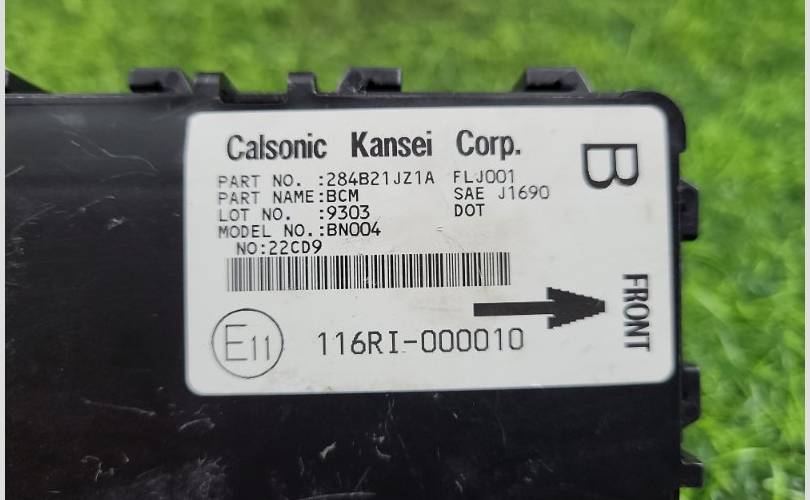 Calsonic Kansei Corp.
PART NO. :284B21JZ1A FLJ001
PART NAME:BCM SAE J1690
LOT NO. :9303 DOT
MODEL NO.:BN004
NO:22CD9
E11
116RI-000010
B
FRONT